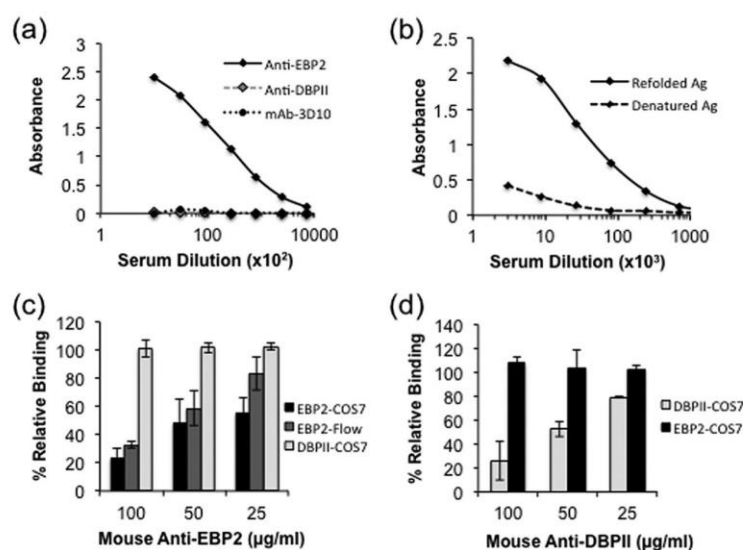 (a)
3
2.5
2
1.5
1
0.5
0
Absorbance
Anti-EBP2
Anti-DBPII
mAb-3D10
1 100 10000
Serum Dilution (x10²)
(b)
2.5
2
1.5
1
0.5
0
Absorbance
Refolded Ag
Denatured Ag
1 10 100 1000
Serum Dilution (x10³)
(c)
120
100
80
60
40
20
0
% Relative Binding
EBP2-COS7
EBP2-Flow
DBPII-COS7
100 50 25
Mouse Anti-EBP2 (µg/ml)
(d)
140
120
100
80
60
40
20
0
% Relative Binding
DBPII-COS7
EBP2-COS7
100 50 25
Mouse Anti-DBPII (µg/ml)